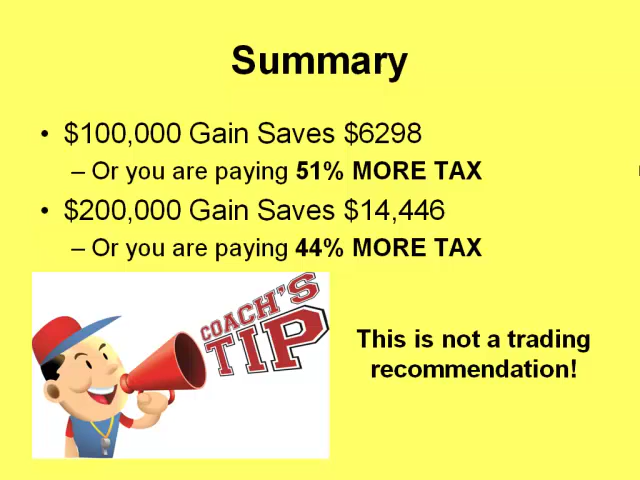 Summary
• $100,000 Gain Saves $6298
– Or you are paying 51% MORE TAX
• $200,000 Gain Saves $14,446
– Or you are paying 44% MORE TAX
COACH'S
TIP
This is not a trading
recommendation!